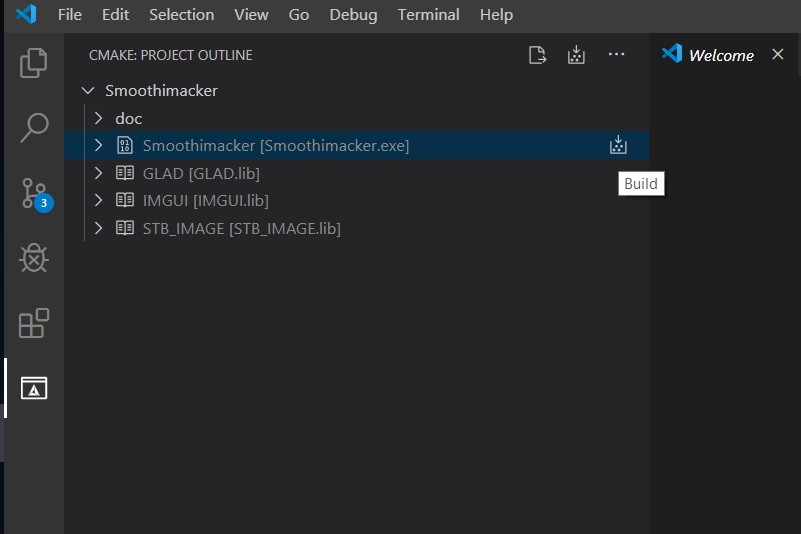 File Edit Selection View Go Debug Terminal Help
CMAKE: PROJECT OUTLINE
Welcome
Smoothimacker
doc
Smoothimacker [Smoothimacker.exe]
Build
GLAD [GLAD.lib]
IMGUI [IMGUI.lib]
3
STB_IMAGE [STB_IMAGE.lib]